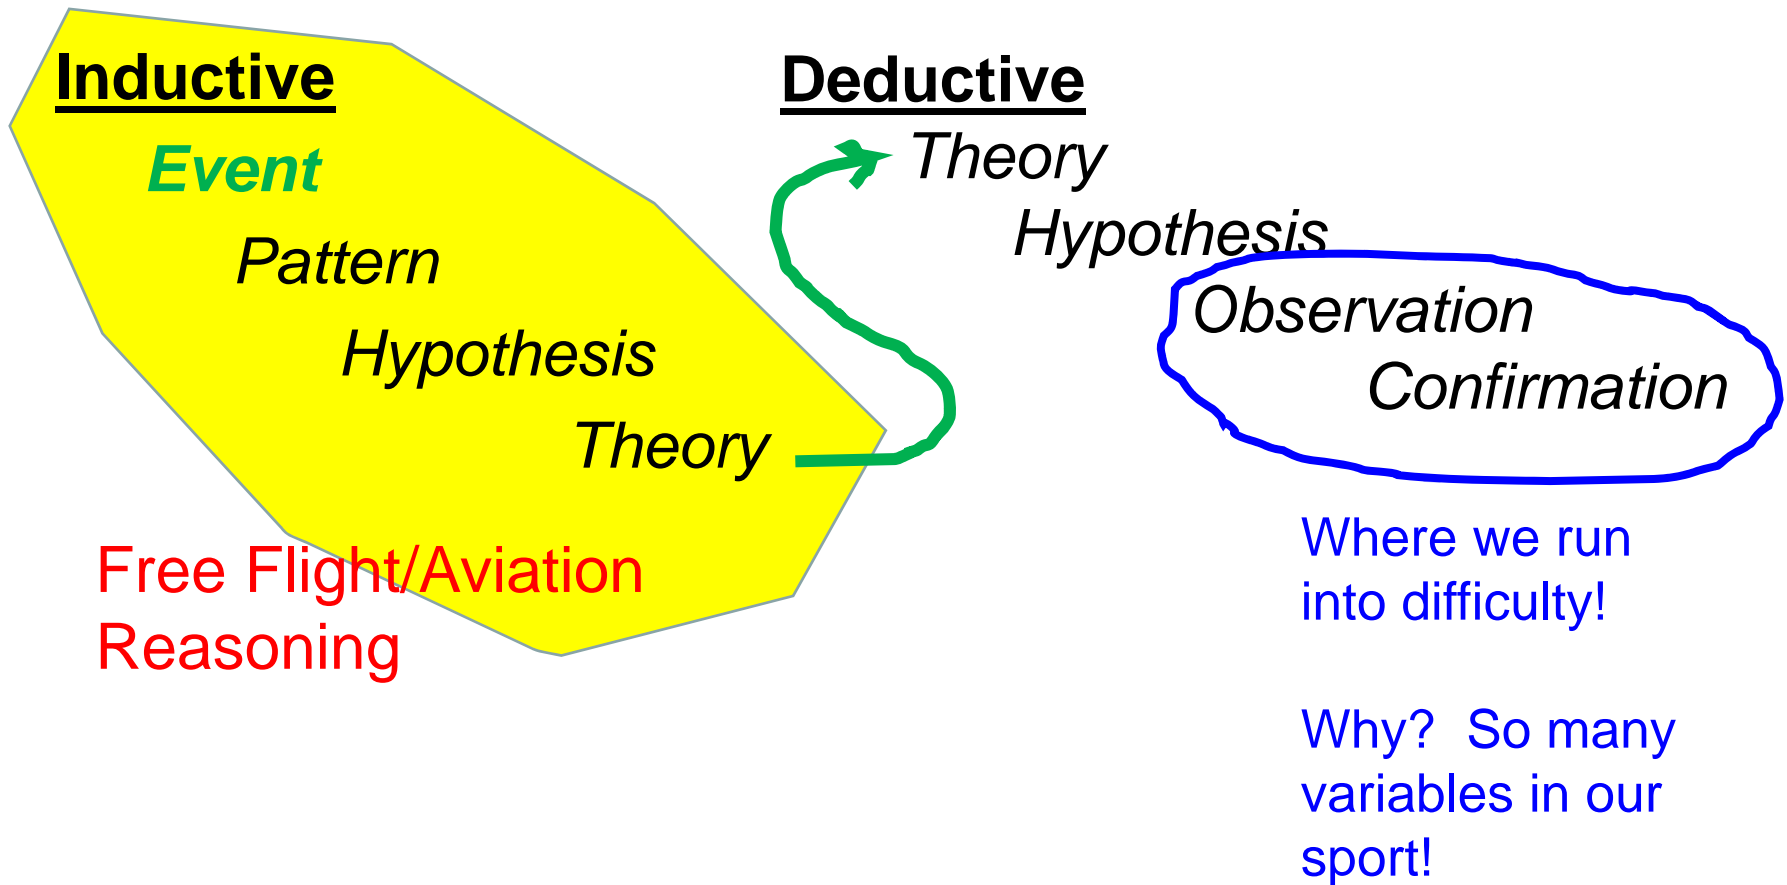 Inductive
Event
Pattern
Hypothesis
Theory
Free Flight/Aviation
Reasoning
Deductive
Theory
Hypothesis
Observation
Confirmation
Where we run
into difficulty!
Why?  So many
variables in our
sport!